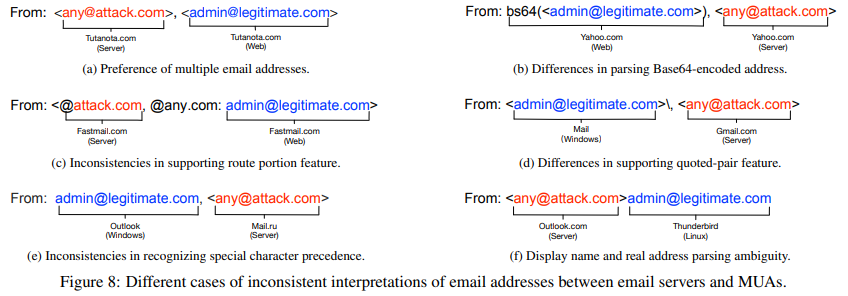 From: <any@attack.com>, <admin@legitimate.com>
Tutanota.com
(Server)
Tutanota.com
(Web)
(a) Preference of multiple email addresses.
From: bs64(<admin@legitimate.com>), <any@attack.com>
Yahoo.com
(Web)
Yahoo.com
(Server)
(b) Differences in parsing Base64-encoded address.
From: <@attack.com, @any.com: admin@legitimate.com>
Fastmail.com
(Server)
Fastmail.com
(Web)
(c) Inconsistencies in supporting route portion feature.
From: <admin@legitimate.com>\, <any@attack.com>
Mail
(Windows)
Gmail.com
(Server)
(d) Differences in supporting quoted-pair feature.
From: admin@legitimate.com, <any@attack.com>
Outlook
(Windows)
Mail.ru
(Server)
(e) Inconsistencies in recognizing special character precedence.
From: <any@attack.com>admin@legitimate.com
Outlook.com
(Server)
Thunderbird
(Linux)
(f) Display name and real address parsing ambiguity.
Figure 8: Different cases of inconsistent interpretations of email addresses between email servers and MUAs.